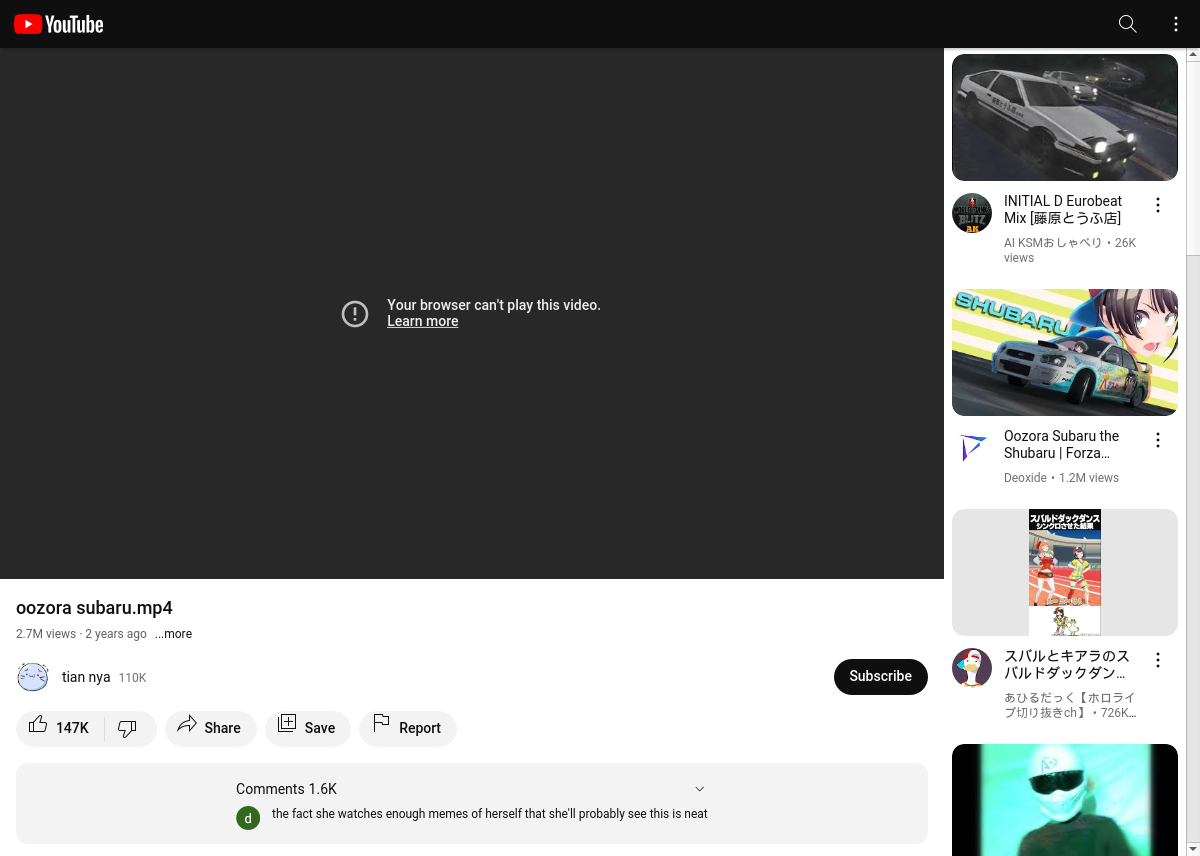 YouTube
Your browser can't play this video.
Learn more
oozora subaru.mp4
2.7M views · 2 years ago ...more
tian nya 110K
Subscribe
147K
Share
Save
Report
Comments 1.6K
d
the fact she watches enough memes of herself that she'll probably see this is neat
INITIAL D Eurobeat
Mix [藤原とうふ店]
AI KSMおしゃべり • 26K
views
SHUBARU
Oozora Subaru the
Shubaru | Forza…
Deoxide • 1.2M views
スバルドダックダンス
シンクロさせた結果
スバルとキアラのス
バルドダックダン…
あひるだっく【ホロライ
ブ切り抜きch】 • 726K…